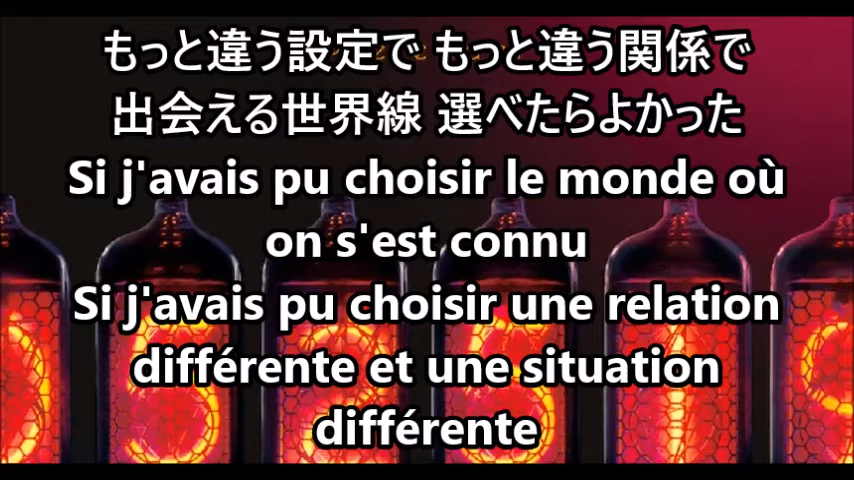 もっと違う設定で もっと違う関係で
出会える世界線 選べたらよかった
Si j'avais pu choisir le monde où
on s'est connu
Si j'avais pu choisir une relation
différente et une situation
différente